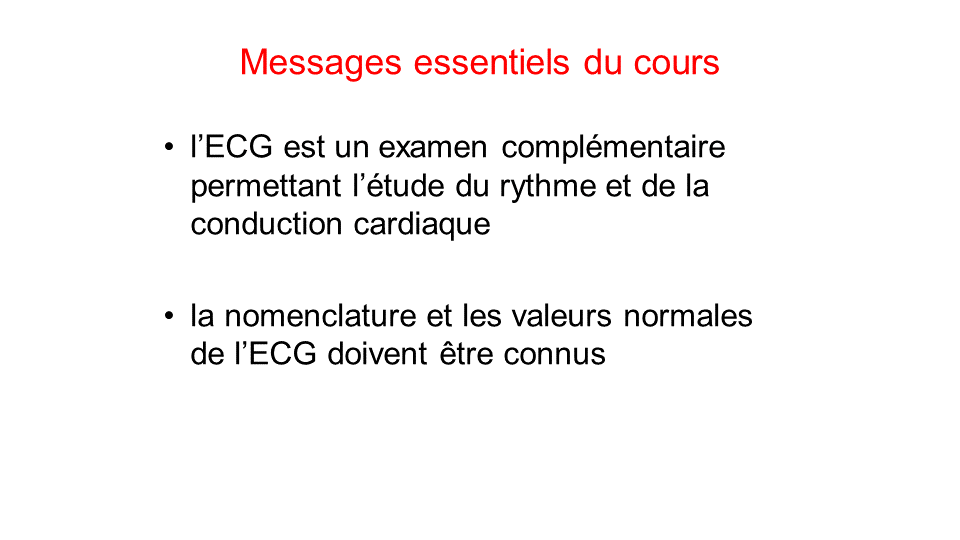 Messages essentiels du cours
• l’ECG est un examen complémentaire
permettant l’étude du rythme et de la
conduction cardiaque
• la nomenclature et les valeurs normales
de l’ECG doivent être connus